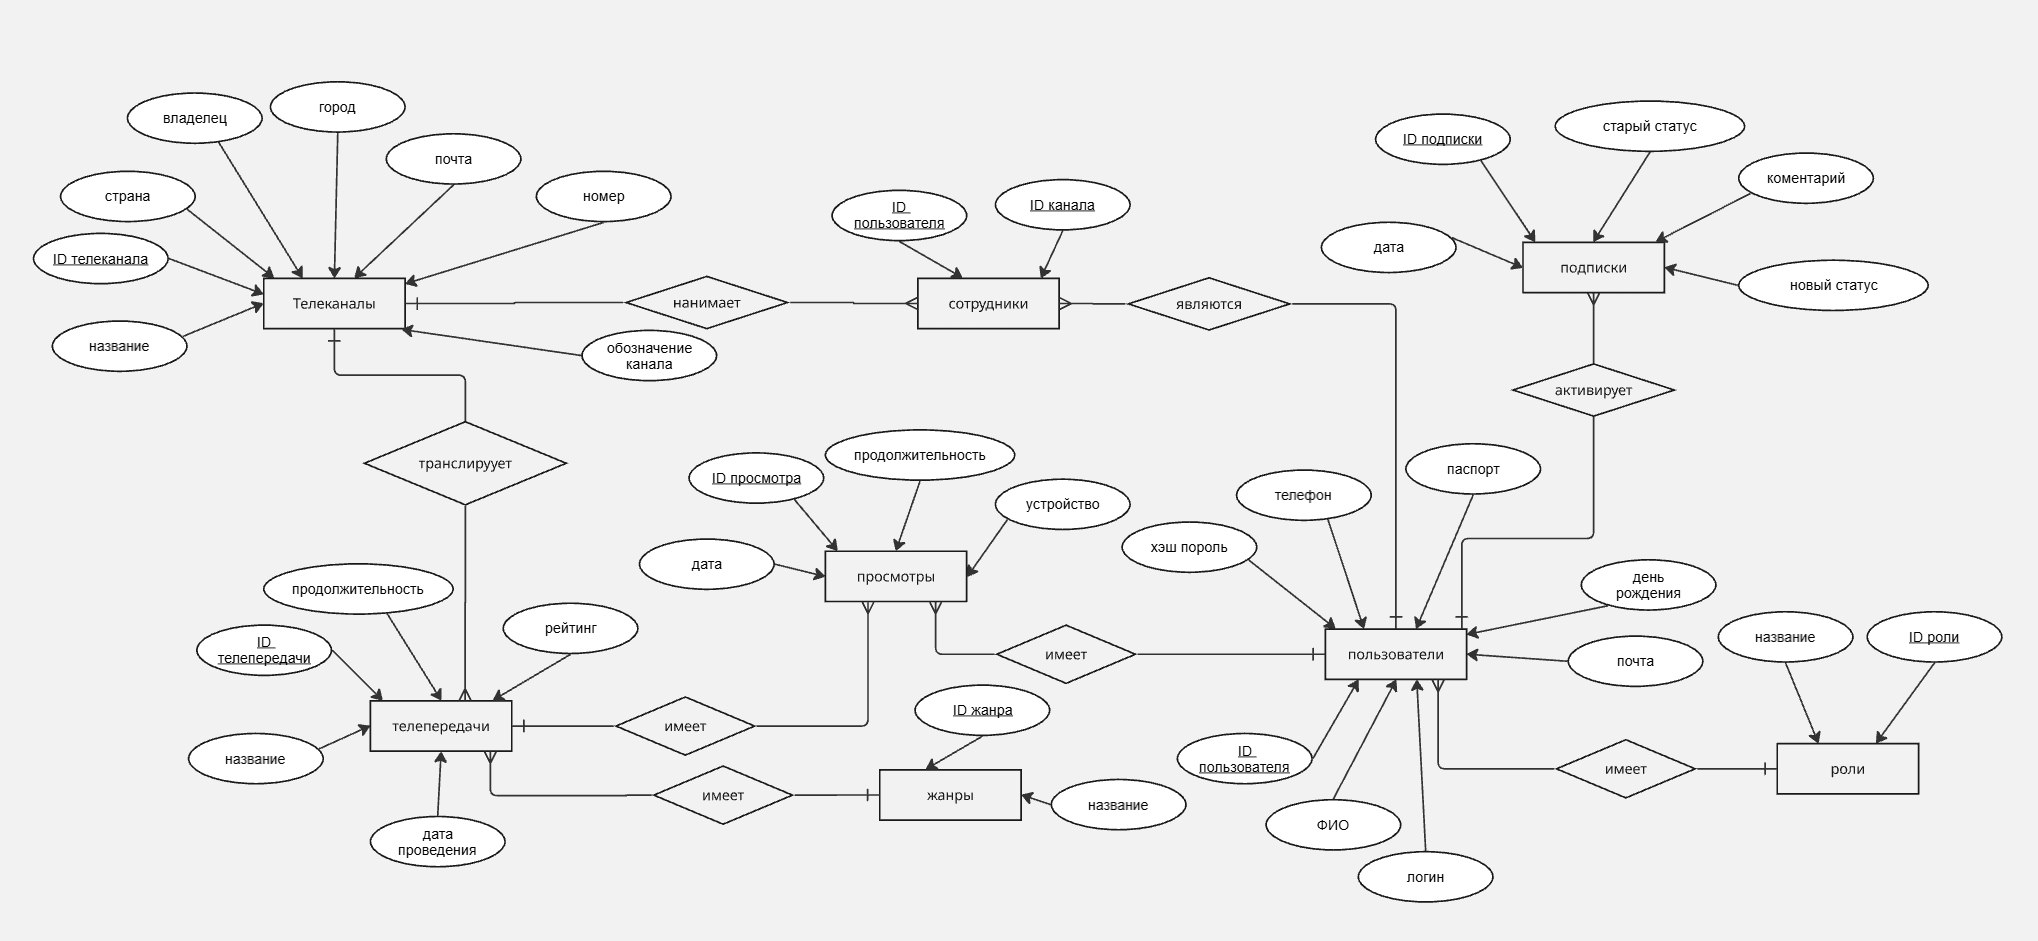 город
владелец
старый статус
ID подписки
почта
коментарий
страна
номер
ID
пользователя
ID канала
дата
ID телеканала
подписки
новый статус
Телеканалы
нанимает
сотрудники
являются
название
обозначение
канала
активирует
транслируует
продолжительность
паспорт
ID просмотра
телефон
устройство
хэш пороль
дата
просмотры
продолжительность
день
рождения
рейтинг
название
ID роли
ID
телепередачи
имеет
пользователи
почта
ID жанра
телепередачи
имеет
название
ID
пользователя
имеет
роли
имеет
жанры
название
ФИО
дата
проведения
логин